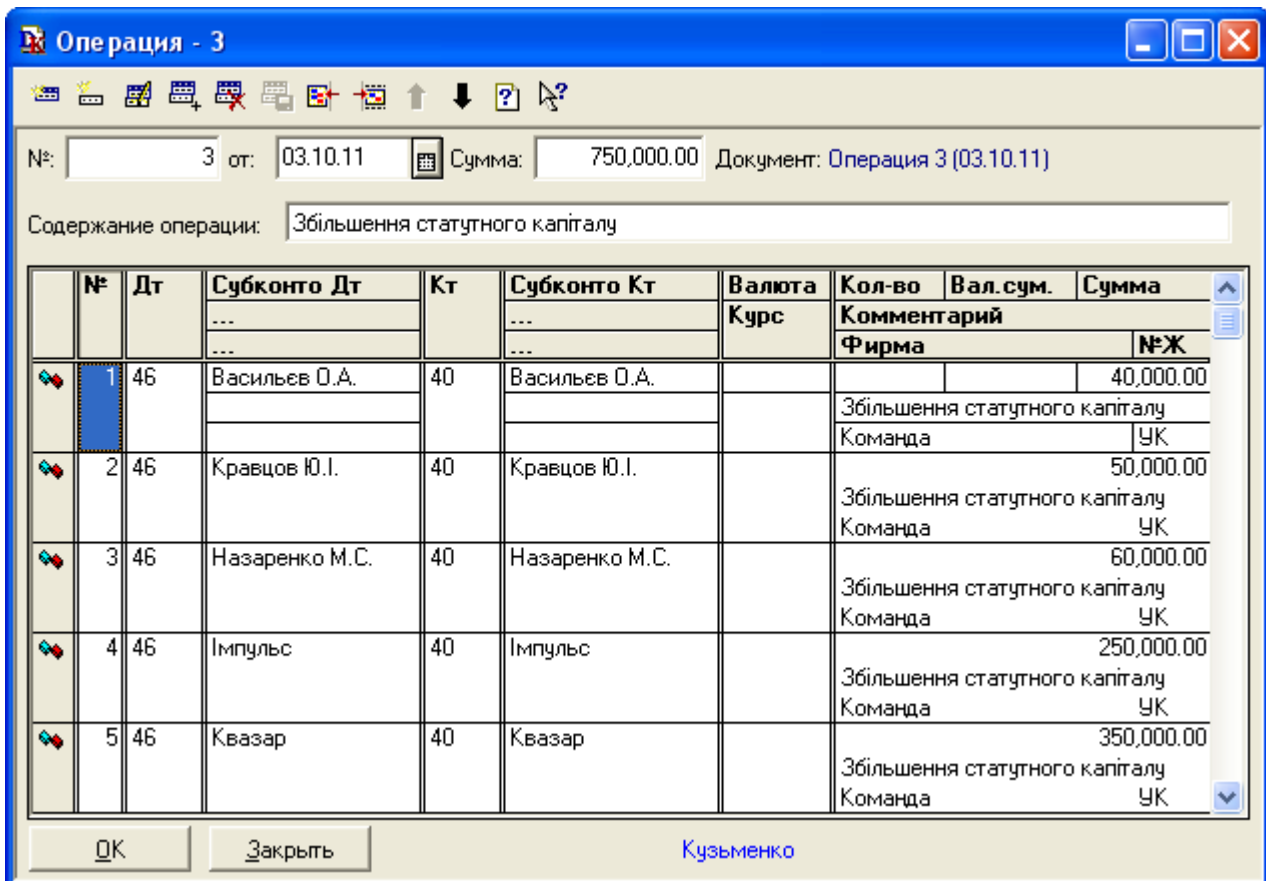 Операция - 3
№: 3 от: 03.10.11 Сумма: 750,000.00 Документ: Операция 3 (03.10.11)
Содержание операции: Збільшення статутного капіталу
№ Дт Субконто Дт Кт Субконто Кт Валюта Кол-во Вал.сум. Сумма
... ... Курс Комментарий
... ... Фирма №Ж
1 46 Васильєв О.А. 40 Васильєв О.А. 40,000.00
Збільшення статутного капіталу
Команда УК
2 46 Кравцов Ю.І. 40 Кравцов Ю.І. 50,000.00
Збільшення статутного капіталу
Команда УК
3 46 Назаренко М.С. 40 Назаренко М.С. 60,000.00
Збільшення статутного капіталу
Команда УК
4 46 Імпульс 40 Імпульс 250,000.00
Збільшення статутного капіталу
Команда УК
5 46 Квазар 40 Квазар 350,000.00
Збільшення статутного капіталу
Команда УК
OK Закрыть Кузьменко